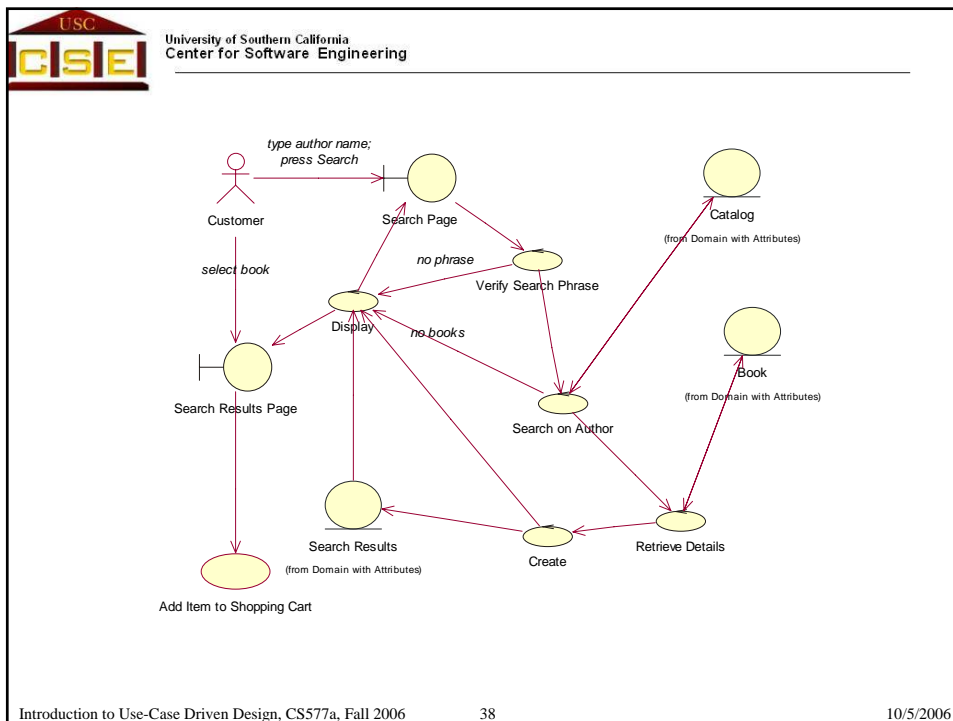 USC
CSE
University of Southern California
Center for Software Engineering
type author name;
press Search
Customer
Search Page
Catalog
(from Domain with Attributes)
select book
no phrase
Verify Search Phrase
Display
no books
Book
(from Domain with Attributes)
Search Results Page
Search on Author
Search Results
(from Domain with Attributes)
Create
Retrieve Details
Add Item to Shopping Cart
Introduction to Use-Case Driven Design, CS577a, Fall 2006
38
10/5/2006